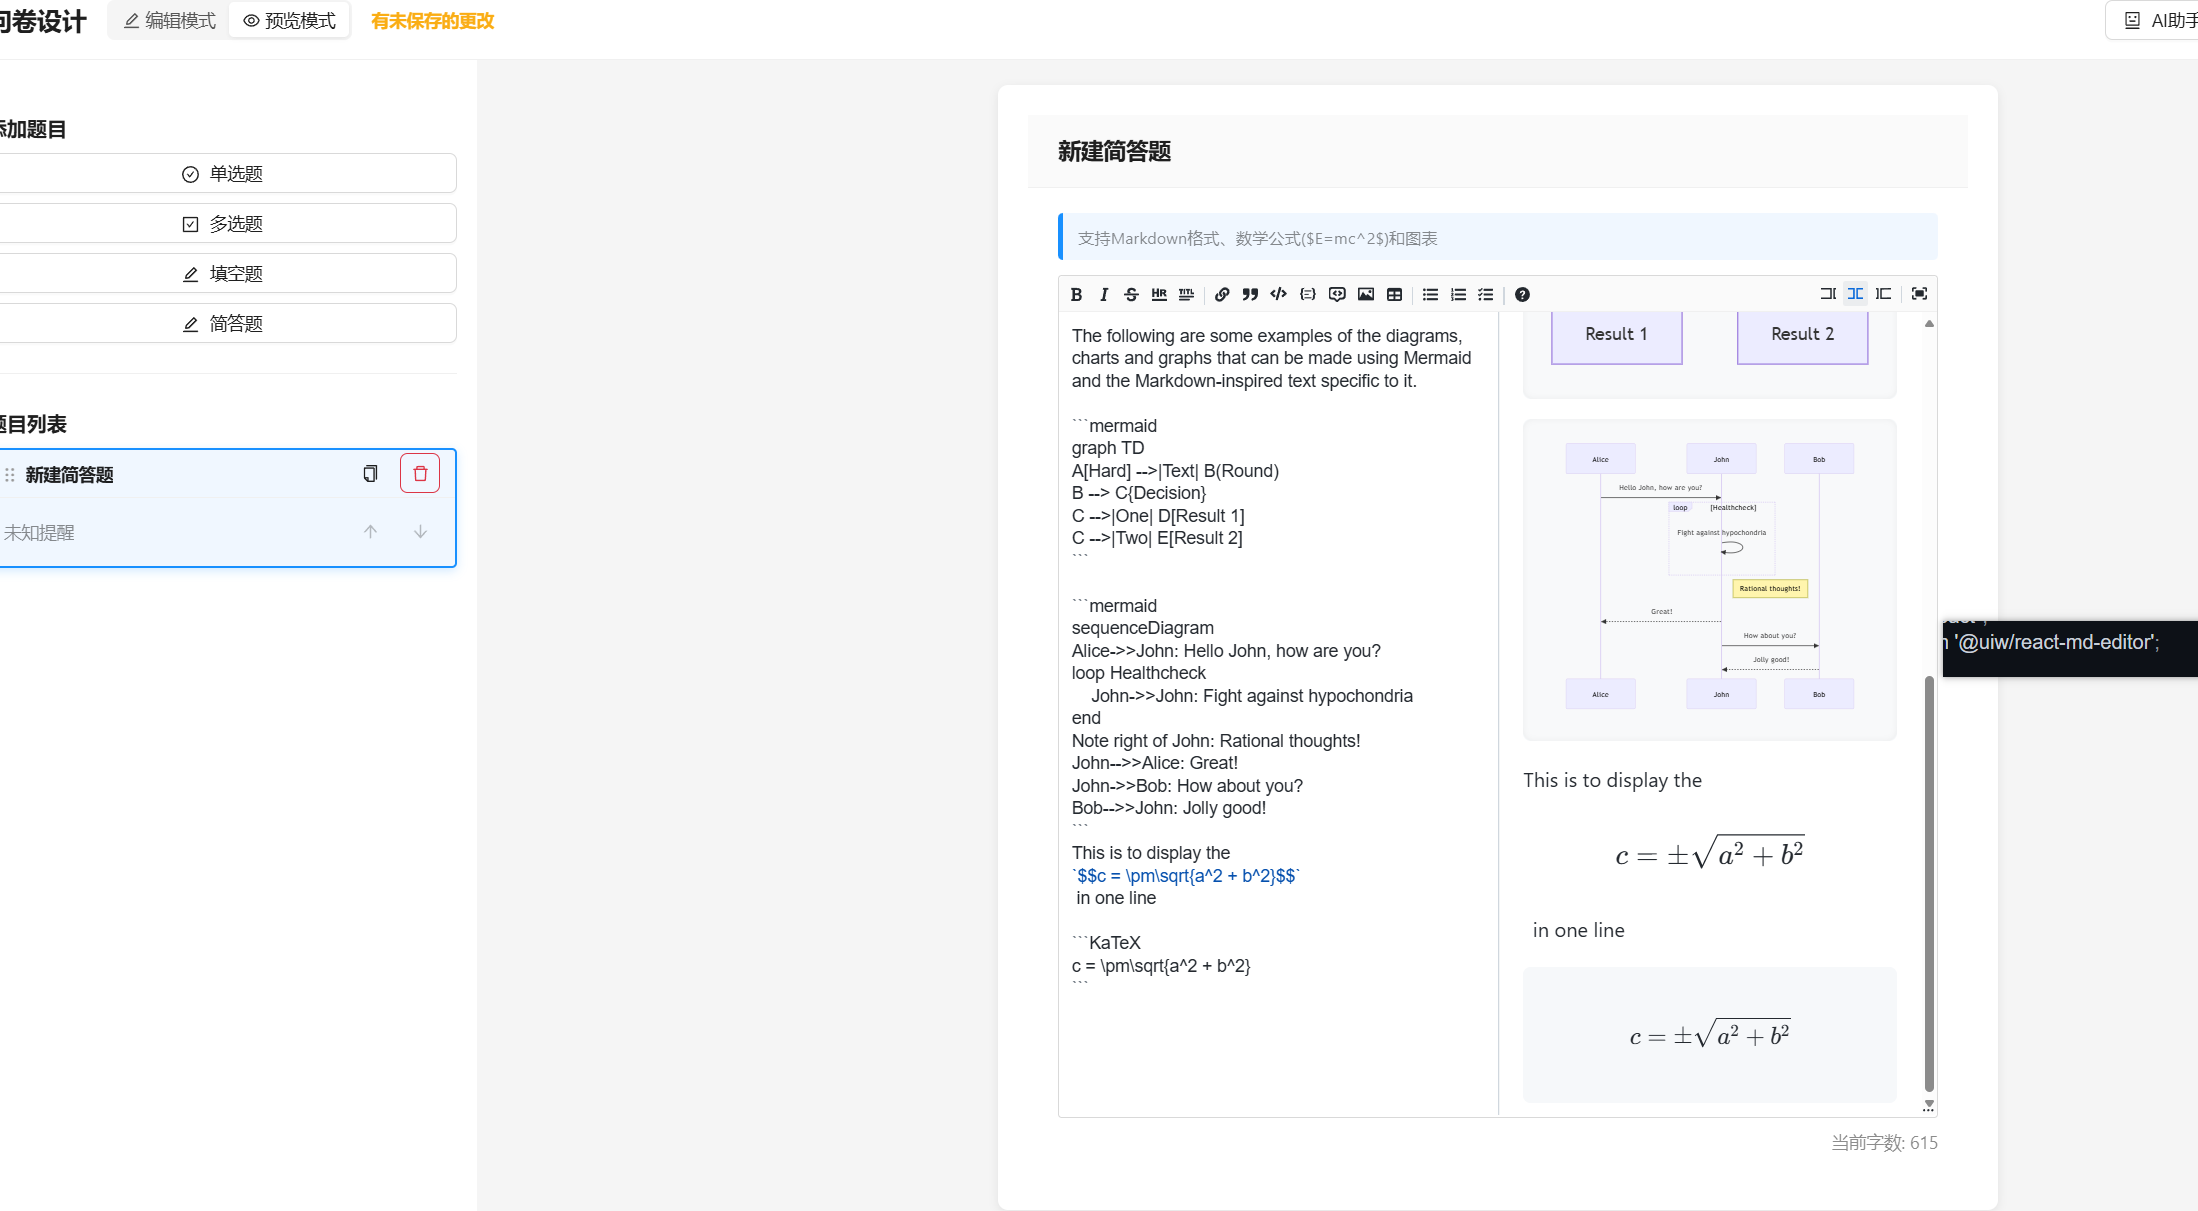 问卷设计
编辑模式
预览模式
有未保存的更改
AI助手
添加题目
单选题
多选题
填空题
简答题
题目列表
新建简答题
未知提醒
新建简答题
支持Markdown格式、数学公式($E=mc^2$)和图表
The following are some examples of the diagrams,
charts and graphs that can be made using Mermaid
and the Markdown-inspired text specific to it.
```mermaid
graph TD
A[Hard] -->|Text| B(Round)
B --> C{Decision}
C -->|One| D[Result 1]
C -->|Two| E[Result 2]
```
```mermaid
sequenceDiagram
Alice->>John: Hello John, how are you?
loop Healthcheck
    John->>John: Fight against hypochondria
end
Note right of John: Rational thoughts!
John-->>Alice: Great!
John->>Bob: How about you?
Bob-->>John: Jolly good!
```
This is to display the
`$$c = \pm\sqrt{a^2 + b^2}$$`
 in one line
```KaTeX
c = \pm\sqrt{a^2 + b^2}
```
Result 1
Result 2
Alice
John
Bob
Hello John, how are you?
loop
[Healthcheck]
Fight against hypochondria
Rational thoughts!
Great!
How about you?
Jolly good!
Alice
John
Bob
This is to display the
c = ±√(a² + b²)
in one line
c = ±√(a² + b²)
当前字数: 615
'@uiw/react-md-editor';